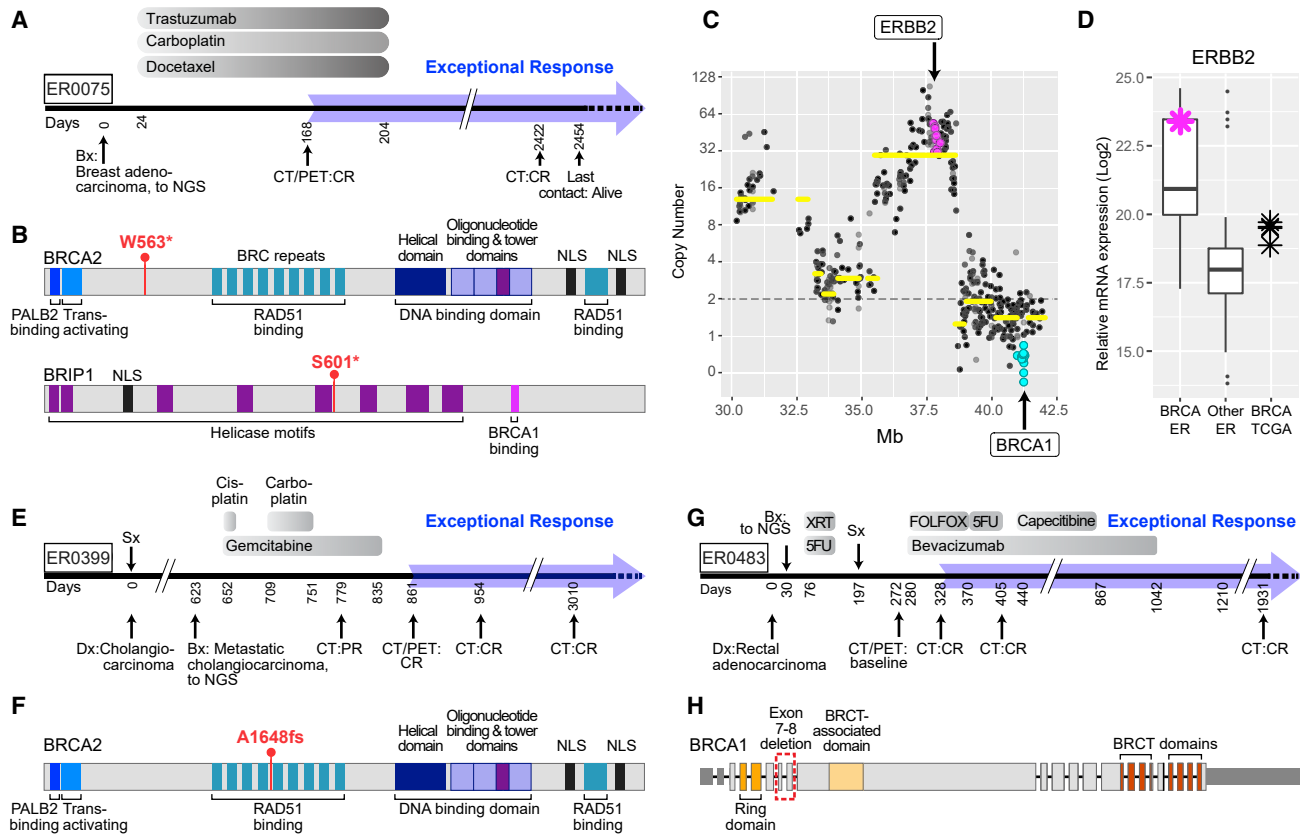 A
Trastuzumab
Carboplatin
Docetaxel
Exceptional Response
ER0075
Days
0
24
168
204
2422
2454
Bx:
Breast adeno-
carcinoma, to NGS
CT/PET:CR
CT:CR
Last
contact: Alive
B
W563*
BRCA2
BRC repeats
Helical
domain
Oligonucleotide
binding & tower
domains
NLS
NLS
PALB2
binding
Trans-
activating
RAD51
binding
DNA binding domain
RAD51
binding
S601*
BRIP1
NLS
Helicase motifs
BRCA1
binding
C
ERBB2
Copy Number
128
64
32
16
8
4
2
1
0
30.0
32.5
35.0
37.5
40.0
42.5
Mb
BRCA1
D
ERBB2
Relative mRNA expression (Log2)
25.0
22.5
20.0
17.5
15.0
BRCA
ER
Other
ER
BRCA
TCGA
E
Cis-
platin
Carbo-
platin
Gemcitabine
Sx
Exceptional Response
ER0399
Days
0
623
652
709
751
779
835
861
954
3010
Dx:Cholangio-
carcinoma
Bx: Metastatic
cholangiocarcinoma,
to NGS
CT:PR
CT/PET:
CR
CT:CR
CT:CR
F
A1648fs
BRCA2
Helical
domain
Oligonucleotide
binding & tower
domains
NLS
NLS
PALB2
binding
Trans-
activating
RAD51
binding
DNA binding domain
RAD51
binding
G
Bx:
to NGS
XRT
5FU
Sx
FOLFOX
5FU
Capecitibine
Bevacizumab
Exceptional Response
ER0483
Days
0
30
76
197
272
280
328
370
405
440
867
1042
1210
1931
Dx:Rectal
adenocarcinoma
CT/PET:
baseline
CT:CR
CT:CR
CT:CR
H
BRCA1
Exon
7-8
deletion
BRCT-
associated
domain
BRCT domains
Ring
domain